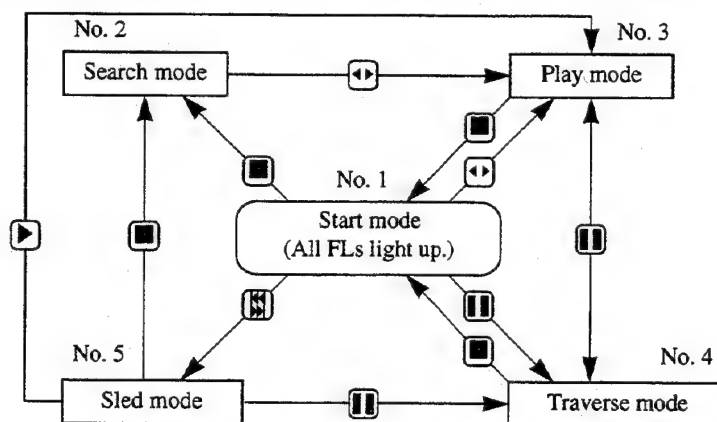 No. 2
No. 3
Search mode
Play mode
No. 1
Start mode
(All FLs light up.)
No. 5
No. 4
Sled mode
Traverse mode